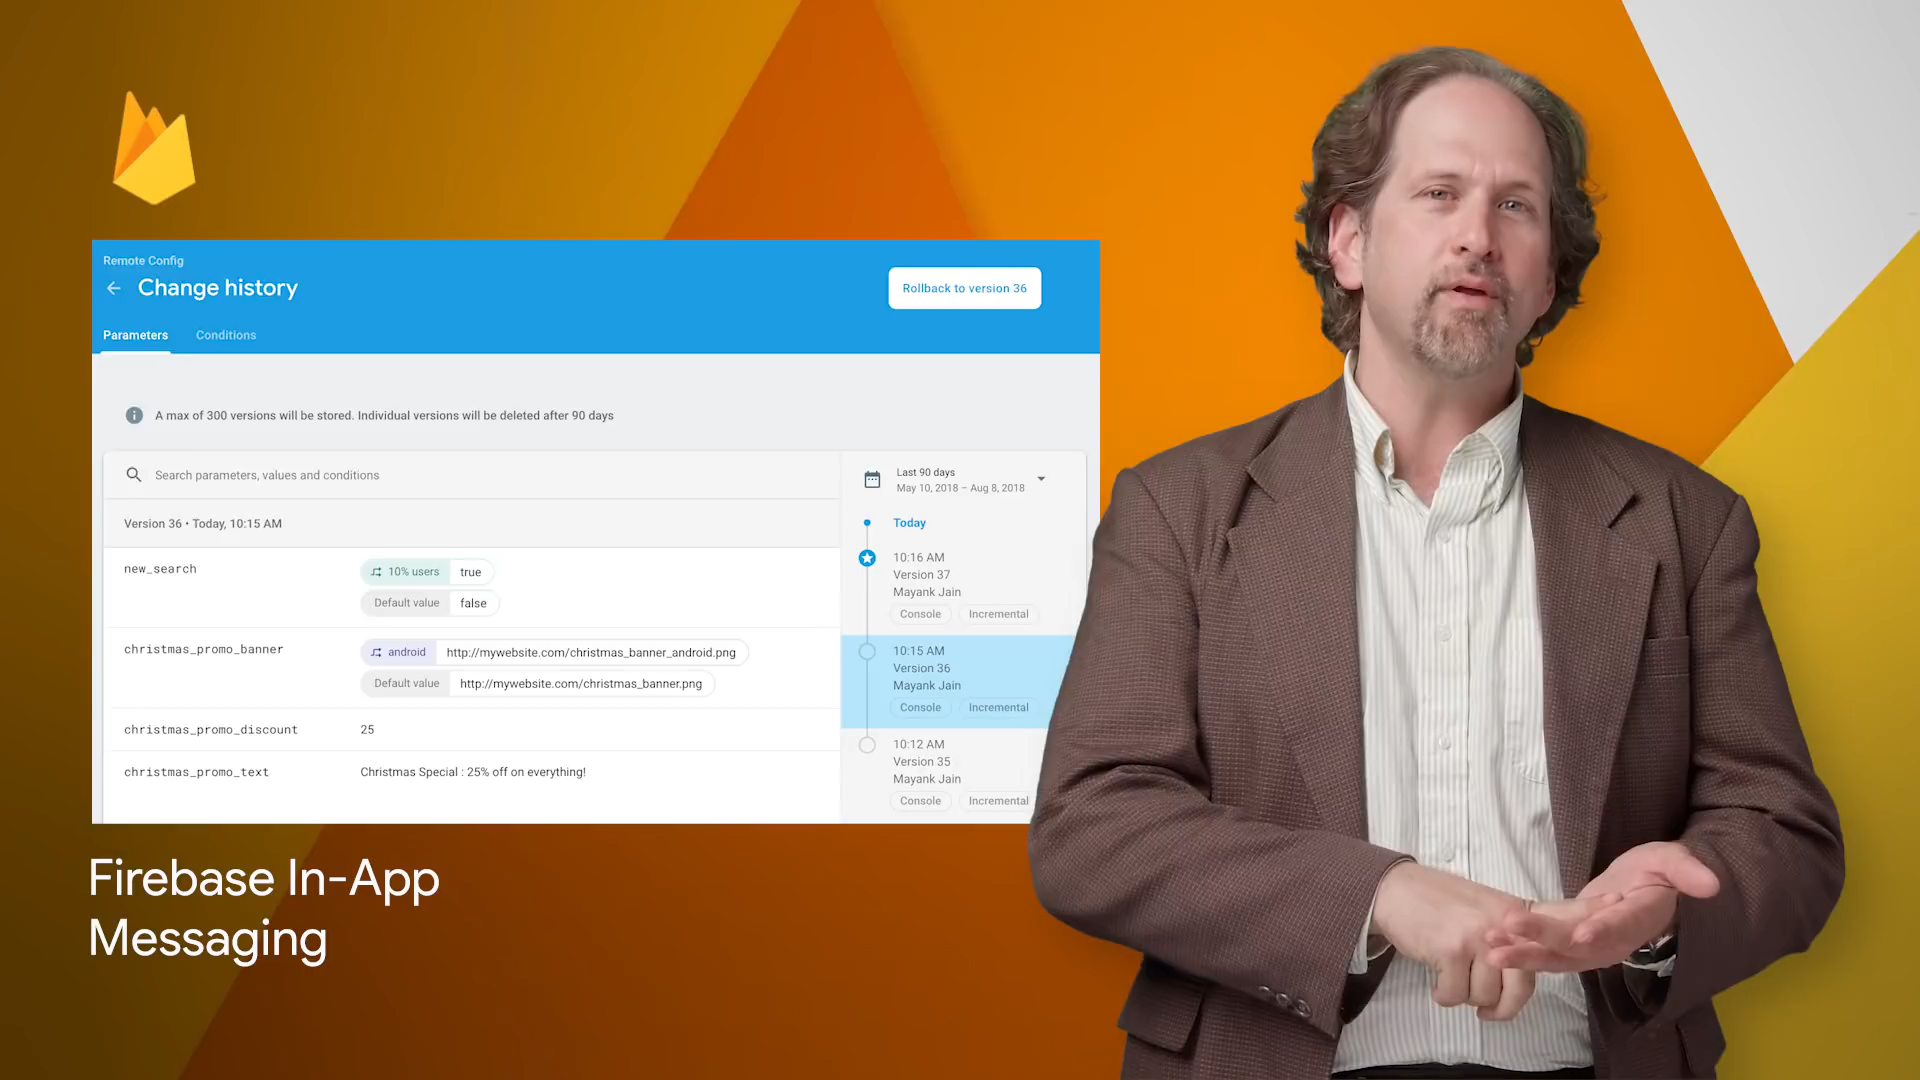 Remote Config
Change history
Rollback to version 36
Parameters
Conditions
A max of 300 versions will be stored. Individual versions will be deleted after 90 days
Search parameters, values and conditions
Version 36 • Today, 10:15 AM
new_search
10% users
true
Default value
false
christmas_promo_banner
android
http://mywebsite.com/christmas_banner_android.png
Default value
http://mywebsite.com/christmas_banner.png
christmas_promo_discount
25
christmas_promo_text
Christmas Special : 25% off on everything!
Last 90 days
May 10, 2018 – Aug 8, 2018
Today
10:16 AM
Version 37
Mayank Jain
Console
Incremental
10:15 AM
Version 36
Mayank Jain
Console
Incremental
10:12 AM
Version 35
Mayank Jain
Console
Incremental
Firebase In-App
Messaging